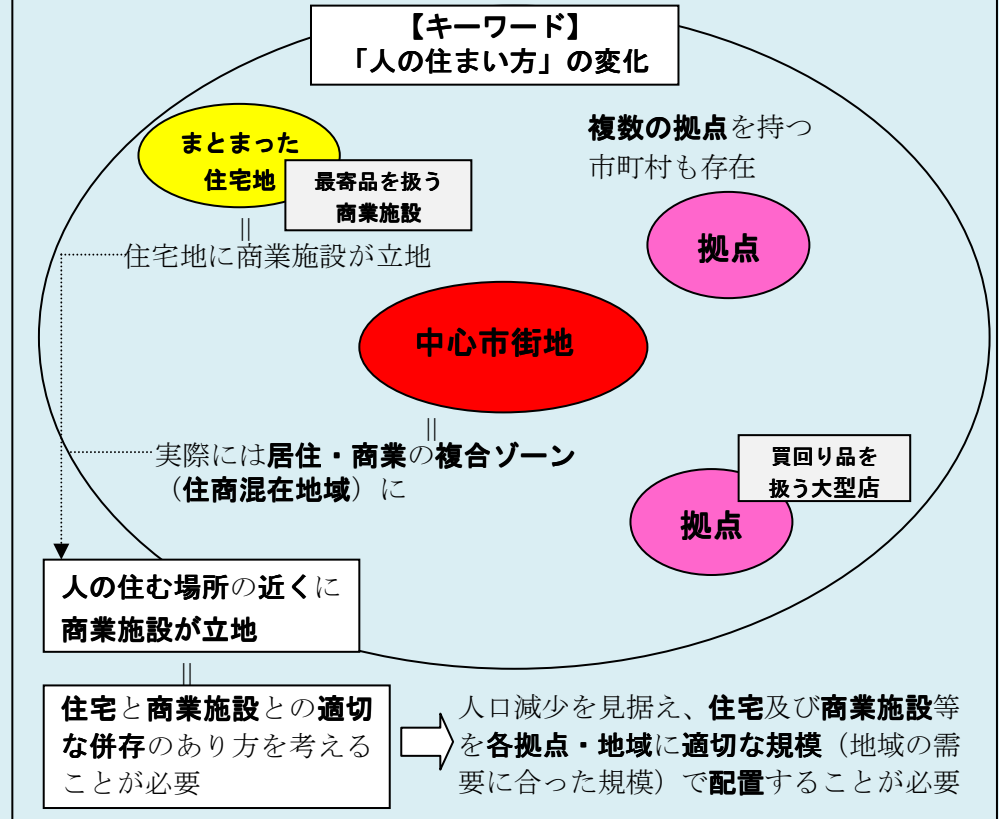 【キーワード】
「人の住まい方」の変化
まとまった
住宅地
最寄品を扱う
商業施設
||
住宅地に商業施設が立地
複数の拠点を持つ
市町村も存在
拠点
中心市街地
||
実際には居住・商業の複合ゾーン
（住商混在地域）に
買回り品を
扱う大型店
拠点
人の住む場所の近くに
商業施設が立地
||
住宅と商業施設との適切
な併存のあり方を考える
ことが必要
人口減少を見据え、住宅及び商業施設等
を各拠点・地域に適切な規模（地域の需
要に合った規模）で配置することが必要